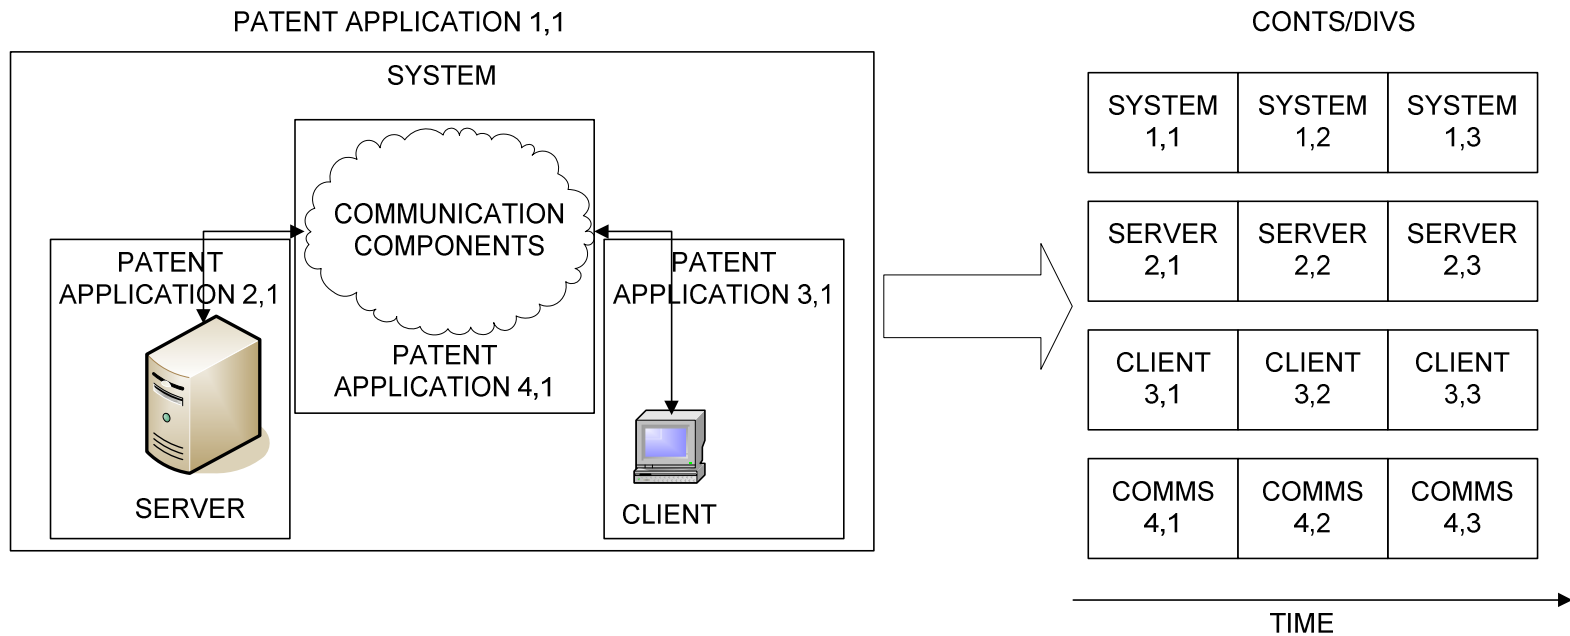 PATENT APPLICATION 1,1
SYSTEM
COMMUNICATION
COMPONENTS
PATENT
APPLICATION 2,1
PATENT
APPLICATION 3,1
PATENT
APPLICATION 4,1
SERVER
CLIENT
CONTS/DIVS
SYSTEM
1,1
SYSTEM
1,2
SYSTEM
1,3
SERVER
2,1
SERVER
2,2
SERVER
2,3
CLIENT
3,1
CLIENT
3,2
CLIENT
3,3
COMMS
4,1
COMMS
4,2
COMMS
4,3
TIME